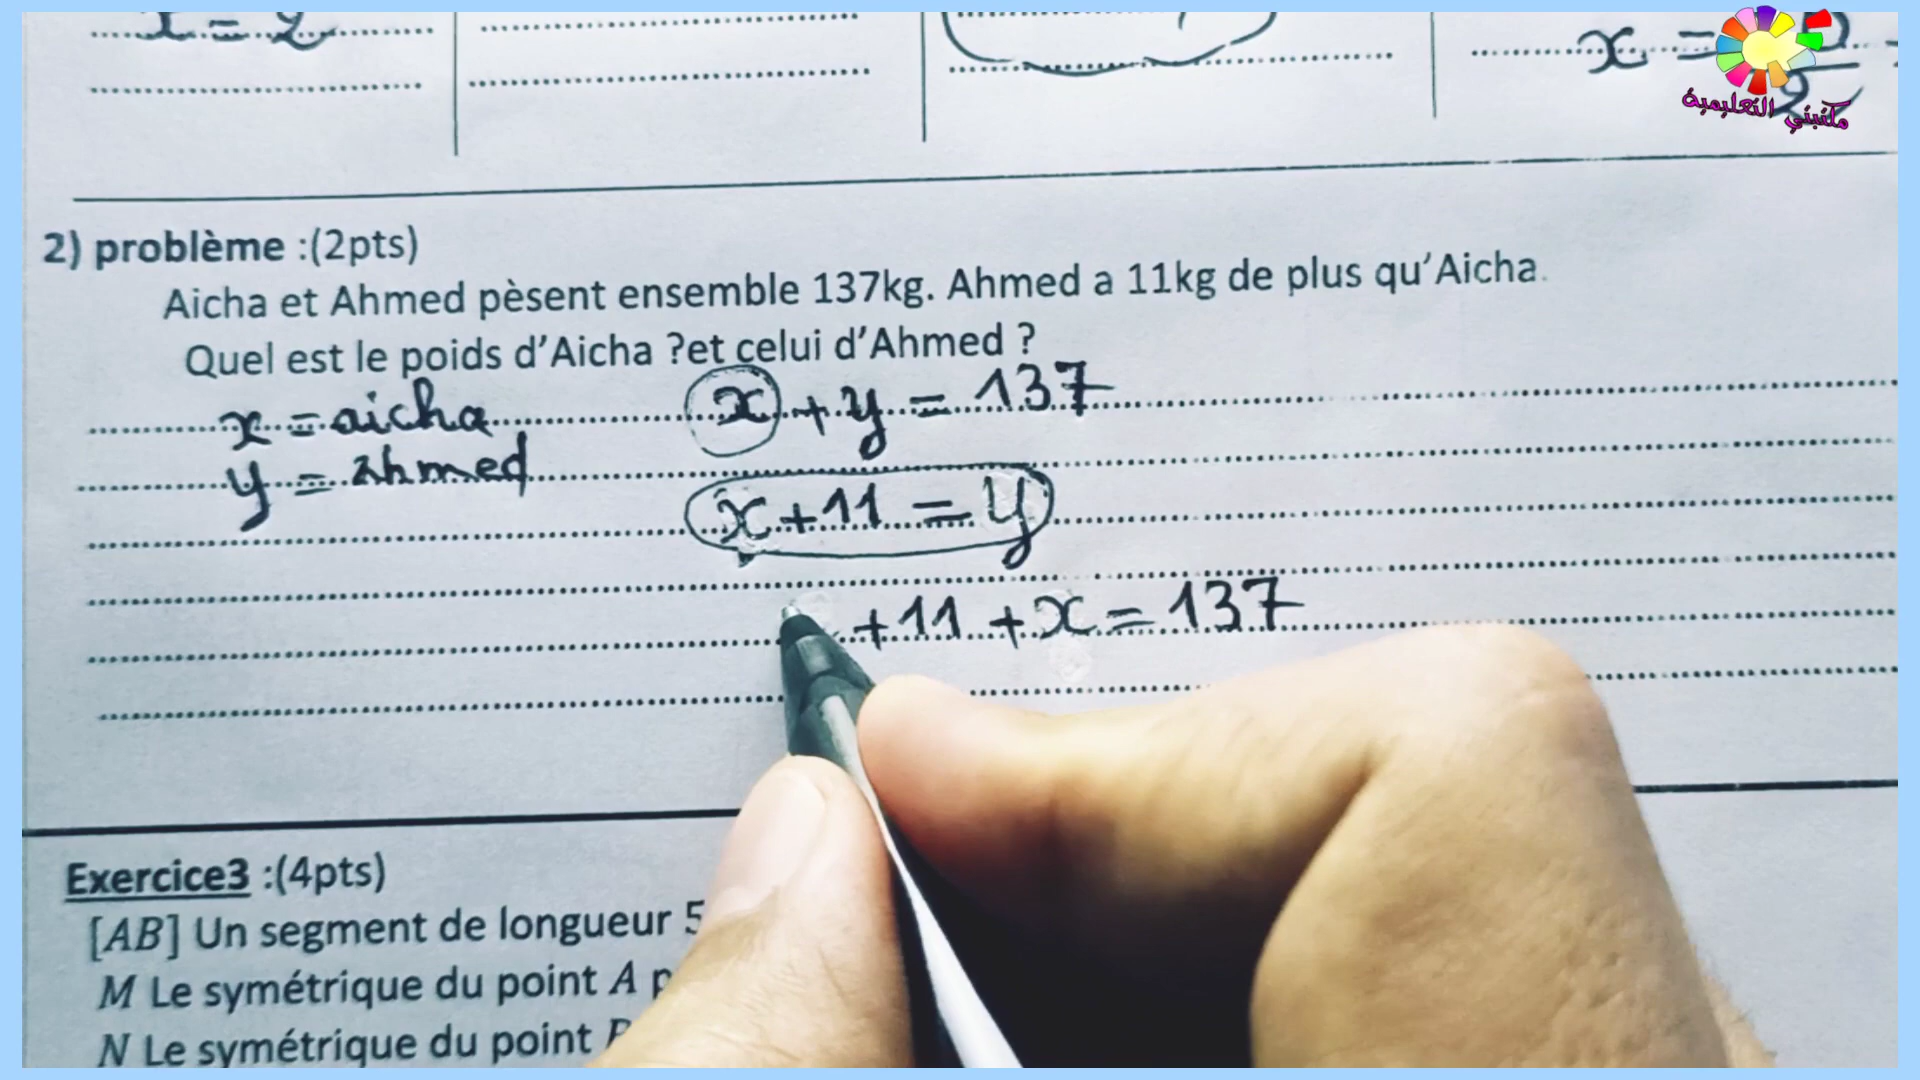 x = 2
x =
مكتبتي التعليمية
2) problème :(2pts)
Aicha et Ahmed pèsent ensemble 137kg. Ahmed a 11kg de plus qu'Aicha.
Quel est le poids d'Aicha ?et celui d'Ahmed ?
x = aicha
x + y = 137
y = Ahmed
x + 11 = y
+ 11 + x = 137
Exercice3 :(4pts)
[AB] Un segment de longueur 5
M Le symétrique du point A p
N Le symétrique du point